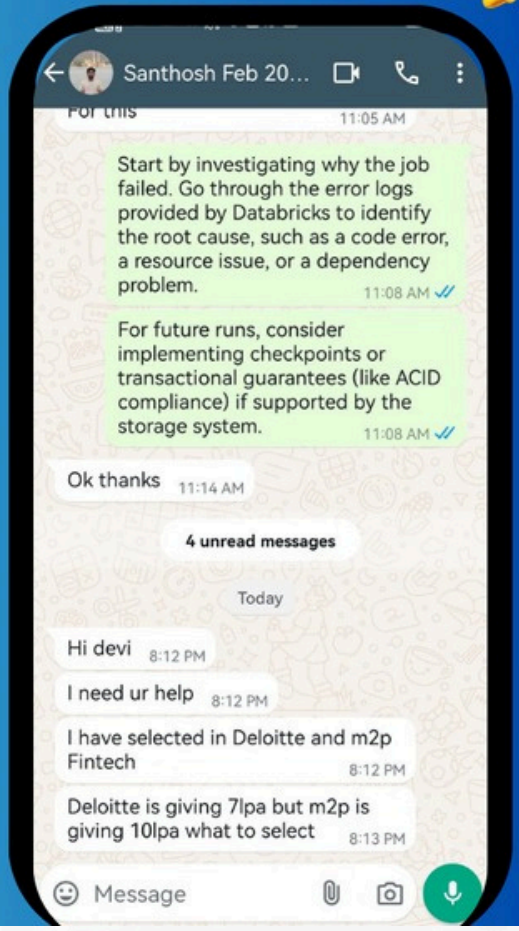 Santhosh Feb 20...
For this
11:05 AM
Start by investigating why the job
failed. Go through the error logs
provided by Databricks to identify
the root cause, such as a code error,
a resource issue, or a dependency
problem.
11:08 AM
For future runs, consider
implementing checkpoints or
transactional guarantees (like ACID
compliance) if supported by the
storage system.
11:08 AM
Ok thanks 11:14 AM
4 unread messages
Today
Hi devi 8:12 PM
I need ur help 8:12 PM
I have selected in Deloitte and m2p
Fintech
8:12 PM
Deloitte is giving 7lpa but m2p is
giving 10lpa what to select 8:13 PM
Message